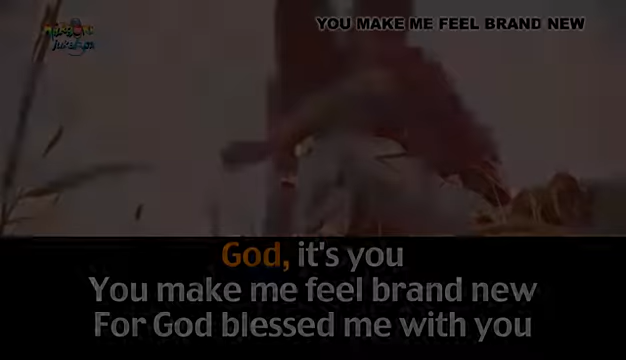 YOU MAKE ME FEEL BRAND NEW
God, it's you
You make me feel brand new
For God blessed me with you